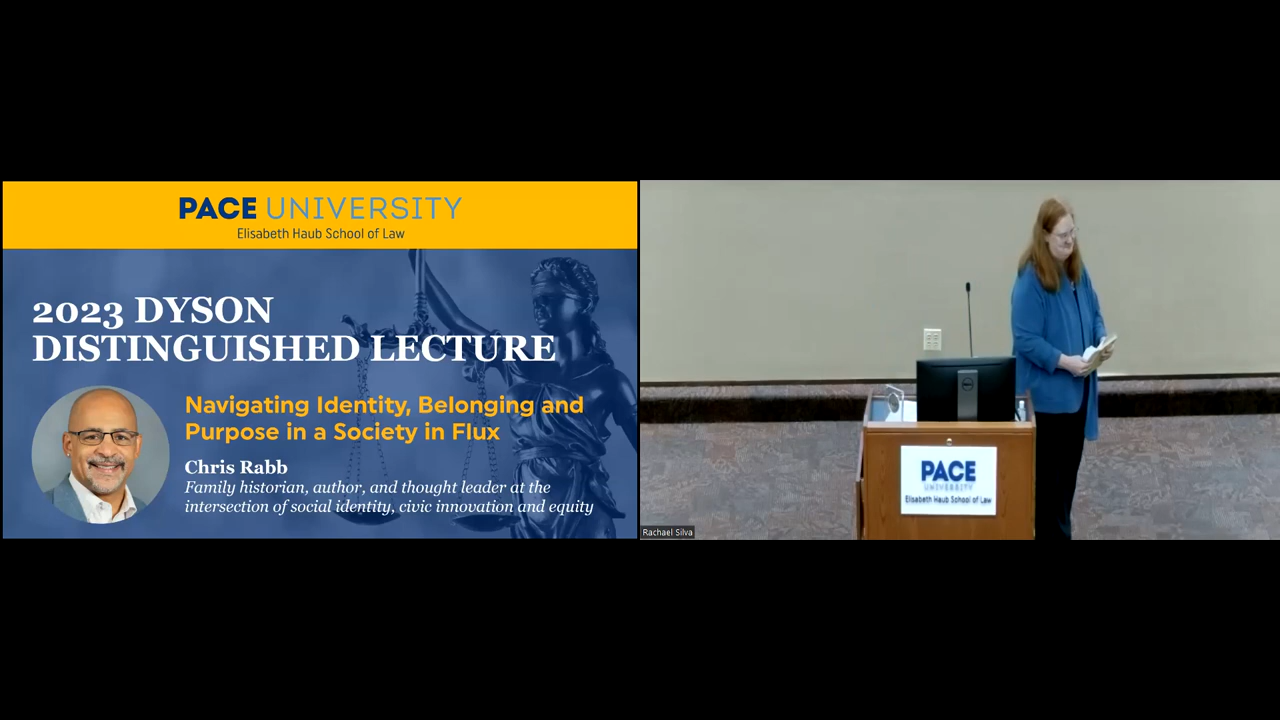 PACE UNIVERSITY
Elisabeth Haub School of Law
2023 DYSON
DISTINGUISHED LECTURE
Navigating Identity, Belonging and
Purpose in a Society in Flux
Chris Rabb
Family historian, author, and thought leader at the
intersection of social identity, civic innovation and equity
PACE
UNIVERSITY
Elisabeth Haub School of Law
Rachael Silva